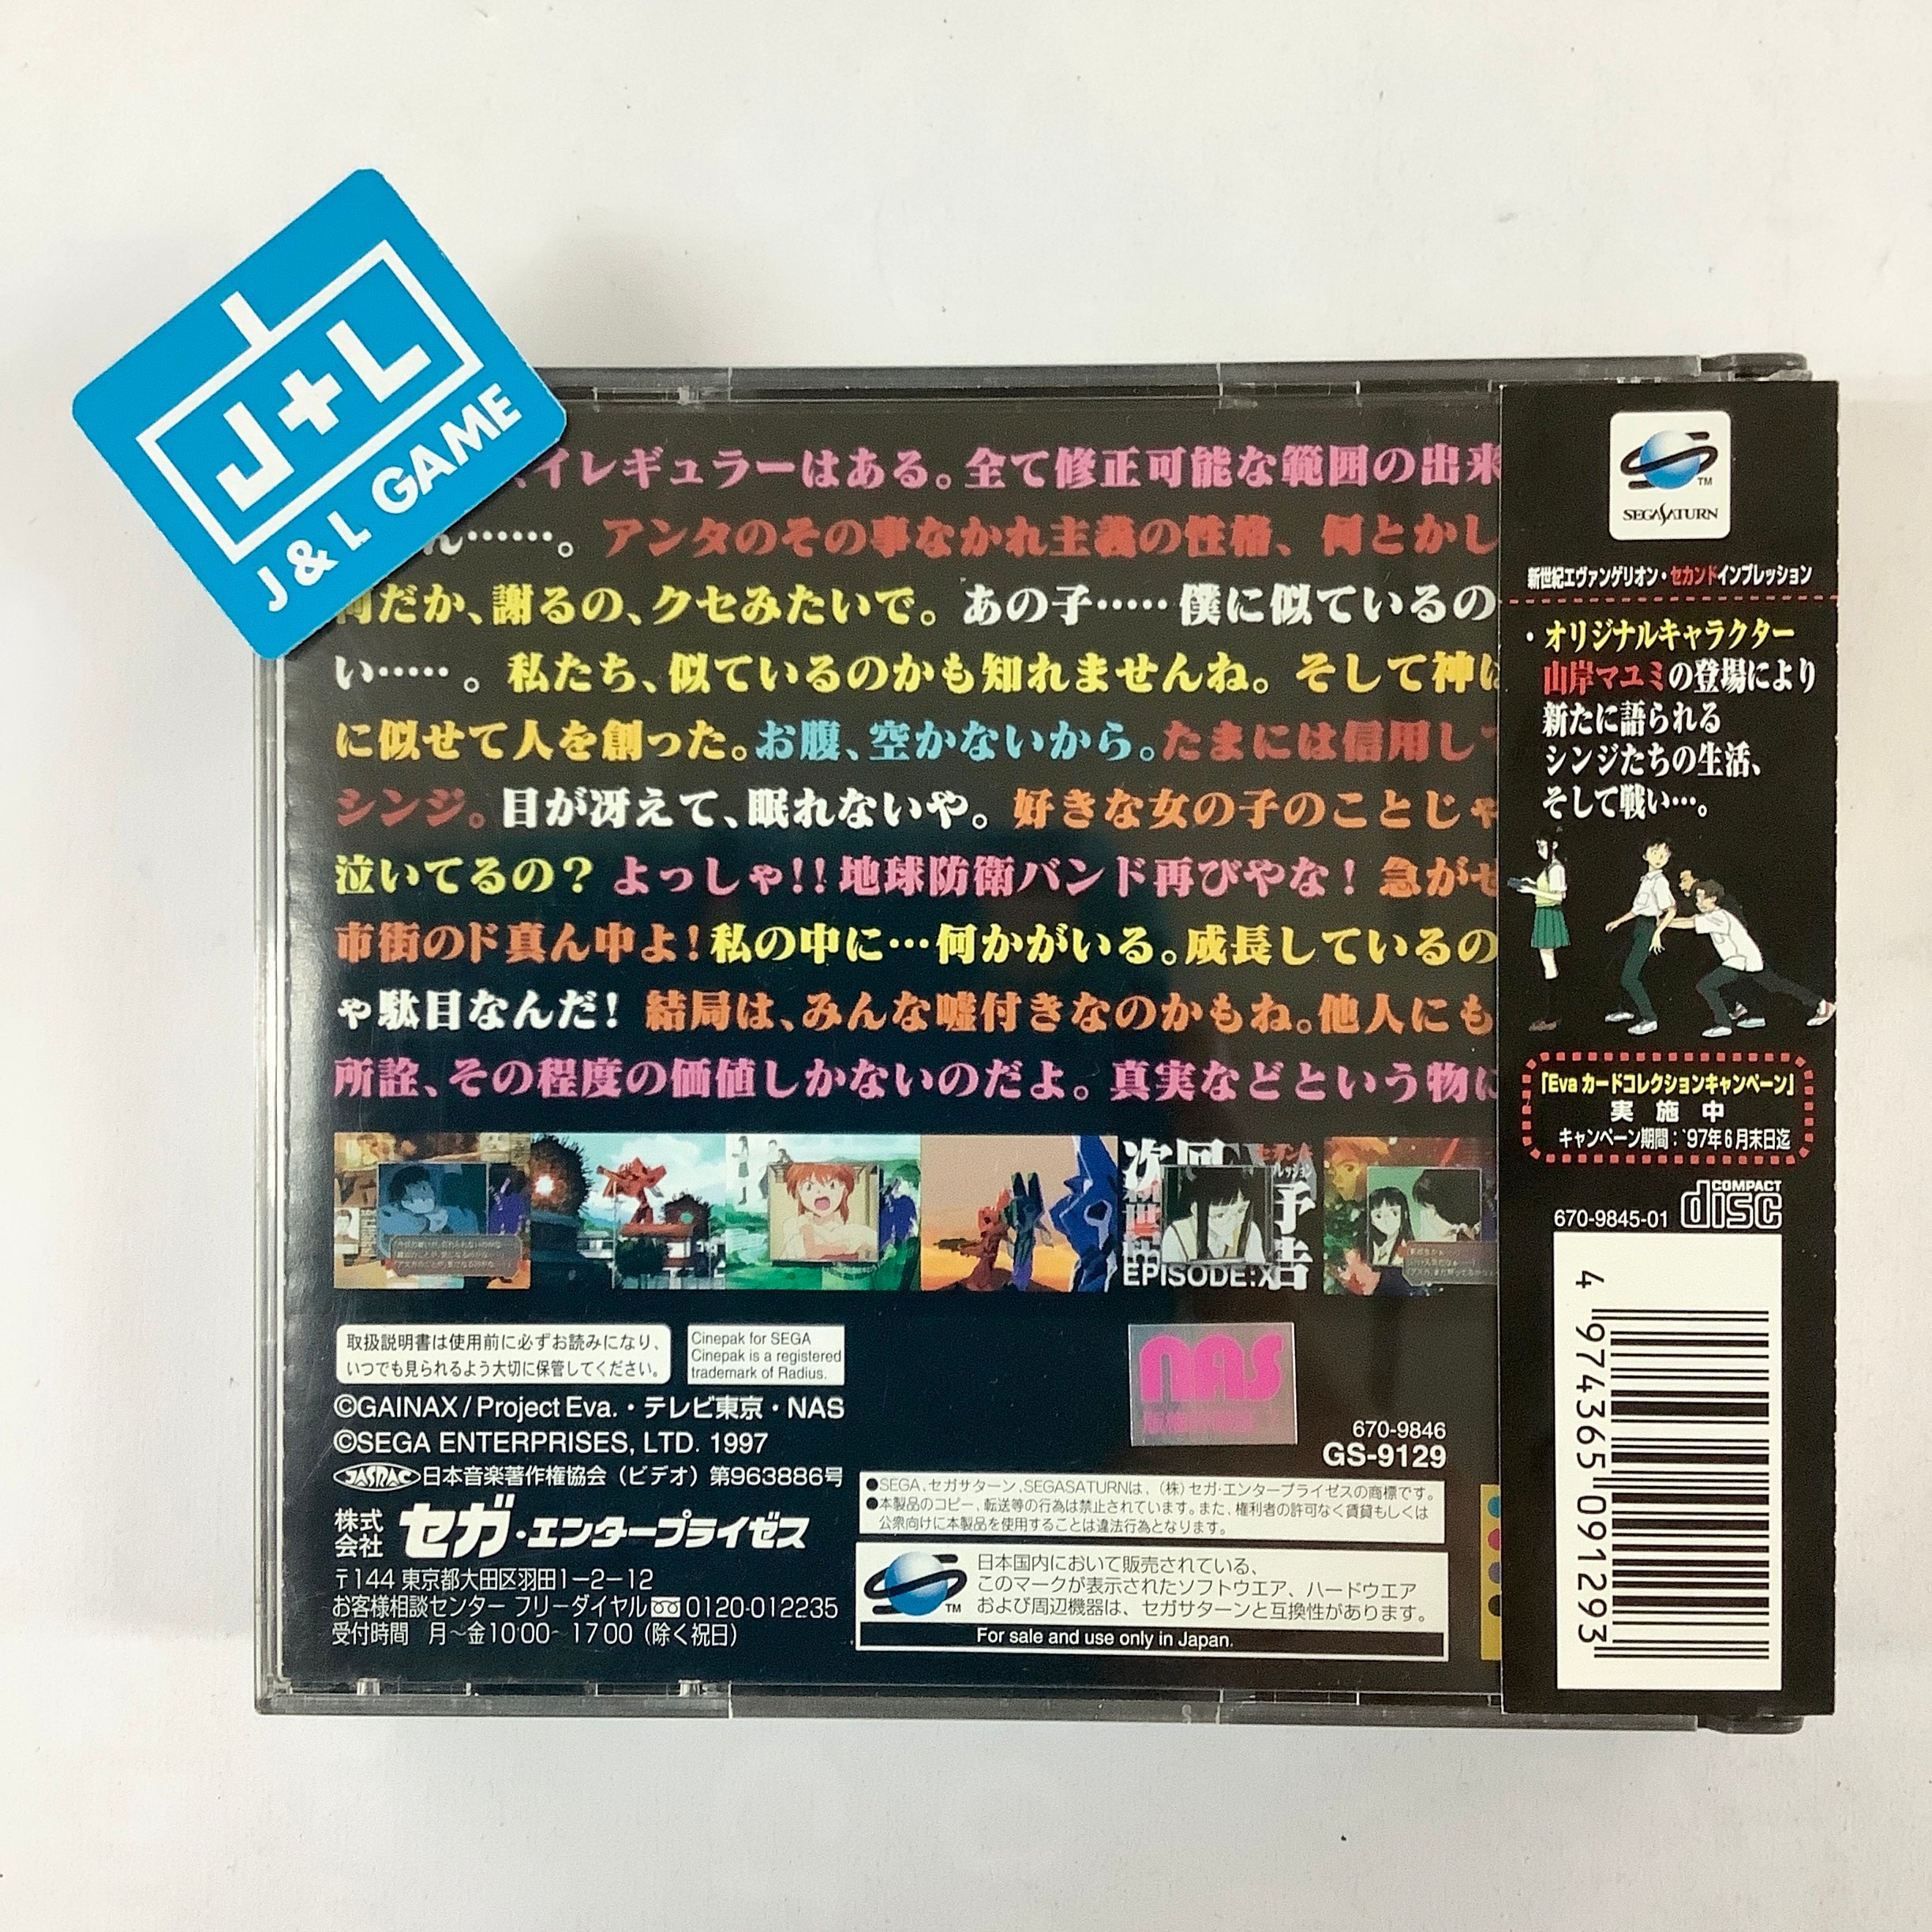 J+L
J & L GAME
イレギュラーはある。全て修正可能な範囲の出来
ん……。アンタのその事なかれ主義の性格、何とかし
何だか、謝るの、クセみたいで。あの子……僕に似ているの
い……。私たち、似ているのかも知れませんね。そして神は
に似せて人を創った。お腹、空かないから。たまには信用して
シンジ。目が冴えて、眠れないや。好きな女の子のことじゃ
泣いてるの？よっしゃ!!地球防衛バンド再びやな！急がせ
市街のド真ん中よ！私の中に…何かがいる。成長しているの
ゃ駄目なんだ！結局は、みんな嘘付きなのかもね。他人にも
所詮、その程度の価値しかないのだよ。真実などという物に
次回
予告
EPISODE:X
取扱説明書は使用前に必ずお読みになり、
いつでも見られるよう大切に保管してください。
Cinepak for SEGA
Cinepak is a registered
trademark of Radius.
©GAINAX / Project Eva.・テレビ東京・NAS
©SEGA ENTERPRISES, LTD. 1997
JASRAC 日本音楽著作権協会（ビデオ）第963886号
株式会社 セガ・エンタープライゼス
〒144 東京都大田区羽田1−2−12
お客様相談センター フリーダイヤル 0120-012235
受付時間 月〜金10:00〜17:00（除く祝日）
nas
670-9846
GS-9129
●SEGA、セガサターン、SEGASATURNは、（株）セガ・エンタープライゼスの商標です。
●本製品のコピー、転送等の行為は禁止されています。また、権利者の許可なく賃貸もしくは
公衆向けに本製品を使用することは違法行為となります。
TM
日本国内において販売されている、
このマークが表示されたソフトウエア、ハードウエア
および周辺機器は、セガサターンと互換性があります。
For sale and use only in Japan.
TM
SEGASATURN
新世紀エヴァンゲリオン・セカンドインプレッション
・オリジナルキャラクター
山岸マユミの登場により
新たに語られる
シンジたちの生活、
そして戦い…。
「Eva カードコレクションキャンペーン」
実施中
キャンペーン期間：'97年6月末日迄
670-9845-01
COMPACT disc
4 974365 091293